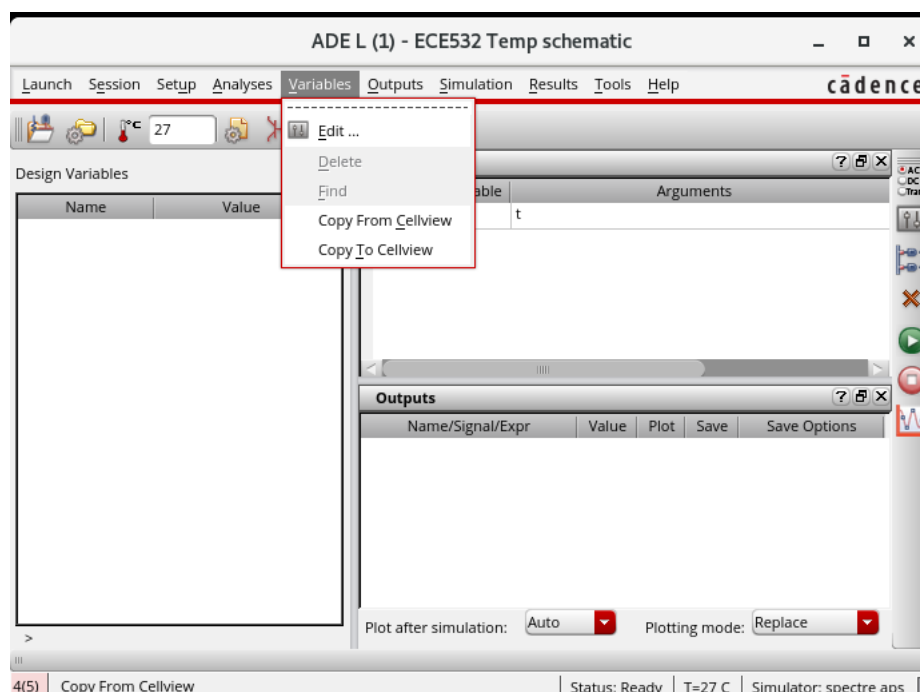 ADE L (1) - ECE532 Temp schematic
Launch Session Setup Analyses Variables Outputs Simulation Results Tools Help cādence
°C 27
Edit ...
Delete
Find
Copy From Cellview
Copy To Cellview
Design Variables
Name Value
able Arguments
t
AC
DC
Trans
Outputs
Name/Signal/Expr Value Plot Save Save Options
Plot after simulation: Auto Plotting mode: Replace
>
4(5) Copy From Cellview Status: Ready T=27 C Simulator: spectre aps